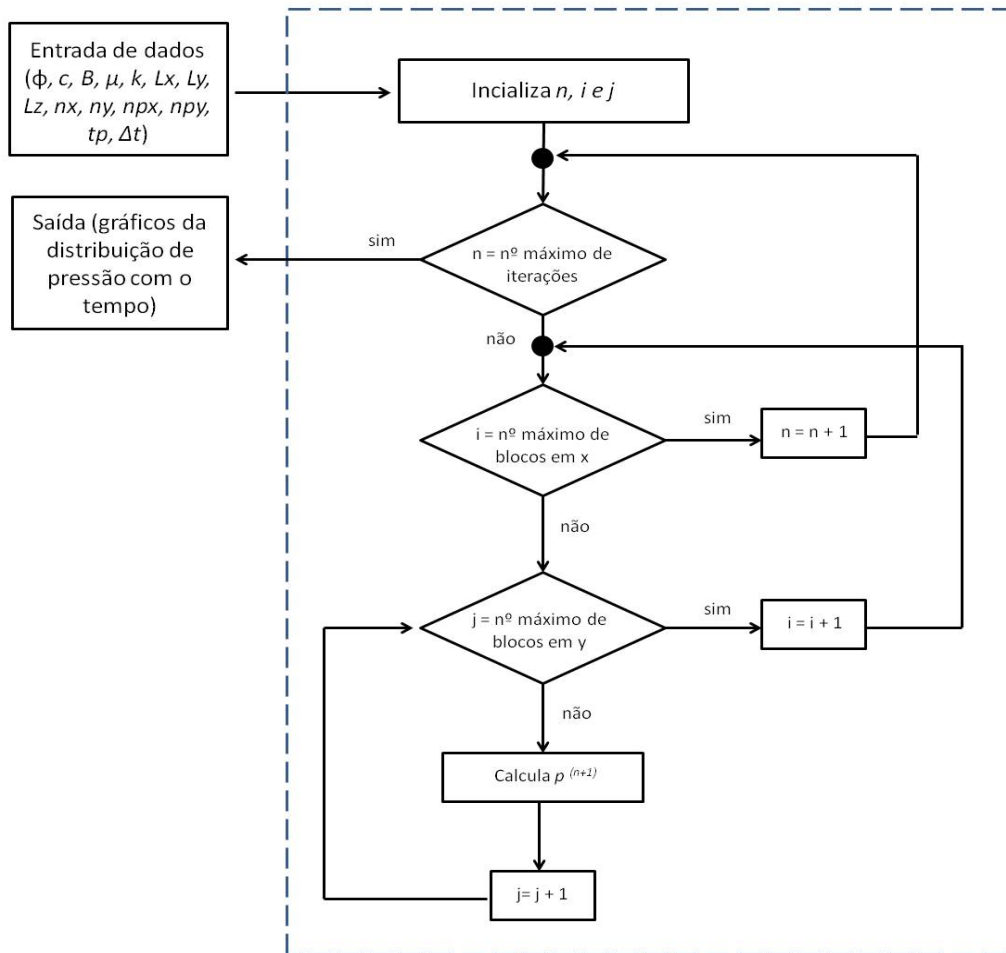 Entrada de dados
(ϕ, c, B, μ, k, Lx, Ly,
Lz, nx, ny, npx, npy,
tp, Δt)
Incializa n, i e j
Saída (gráficos da
distribuição de
pressão com o
tempo)
sim
n = nº máximo de
iterações
não
i = nº máximo de
blocos em x
sim
n = n + 1
não
j = nº máximo de
blocos em y
sim
i = i + 1
não
Calcula p (n+1)
j= j + 1